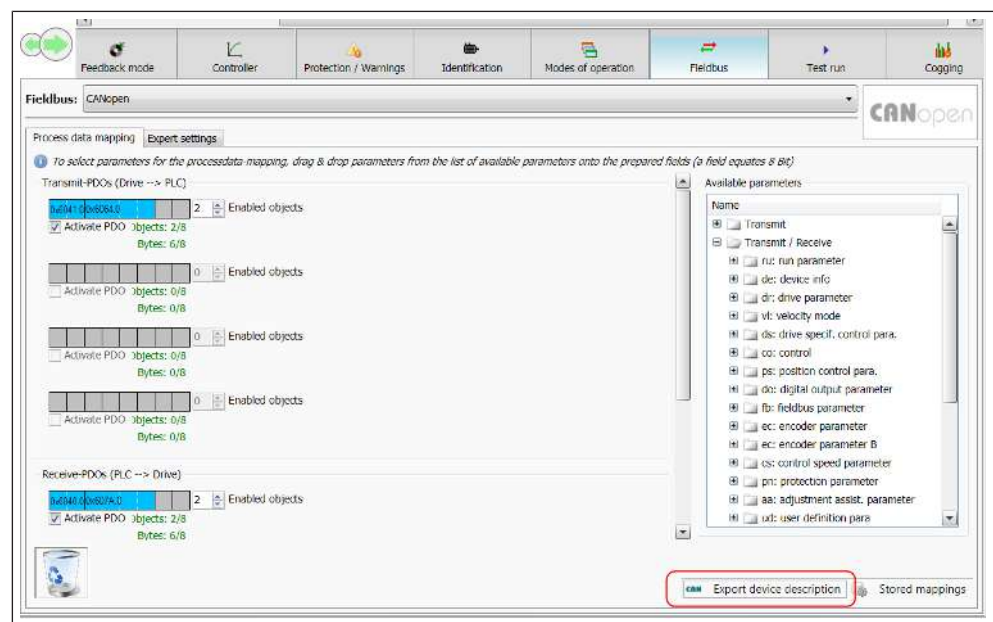 Feedback mode
Controller
Protection / Warnings
Identification
Modes of operation
Fieldbus
Test run
Cogging
Fieldbus: CANopen
CANopen
Process data mapping Expert settings
To select parameters for the processdata-mapping, drag & drop parameters from the list of available parameters onto the prepared fields (a field equates 8 Bit)
Transmit-PDOs (Drive --> PLC)
0x6041.0 0x6064.0 2 Enabled objects
Activate PDO Objects: 2/8
Bytes: 6/8
0 Enabled objects
Activate PDO Objects: 0/8
Bytes: 0/8
0 Enabled objects
Activate PDO Objects: 0/8
Bytes: 0/8
0 Enabled objects
Activate PDO Objects: 0/8
Bytes: 0/8
Receive-PDOs (PLC --> Drive)
0x6040.0 0x607A.0 2 Enabled objects
Activate PDO Objects: 2/8
Bytes: 6/8
Available parameters
Name
Transmit
Transmit / Receive
ru: run parameter
de: device info
dr: drive parameter
vl: velocity mode
ds: drive specif. control para.
co: control
ps: position control para.
do: digital output parameter
fb: fieldbus parameter
ec: encoder parameter
ec: encoder parameter B
cs: control speed parameter
pn: protection parameter
aa: adjustment assist. parameter
ud: user definition para
CAN Export device description
Stored mappings